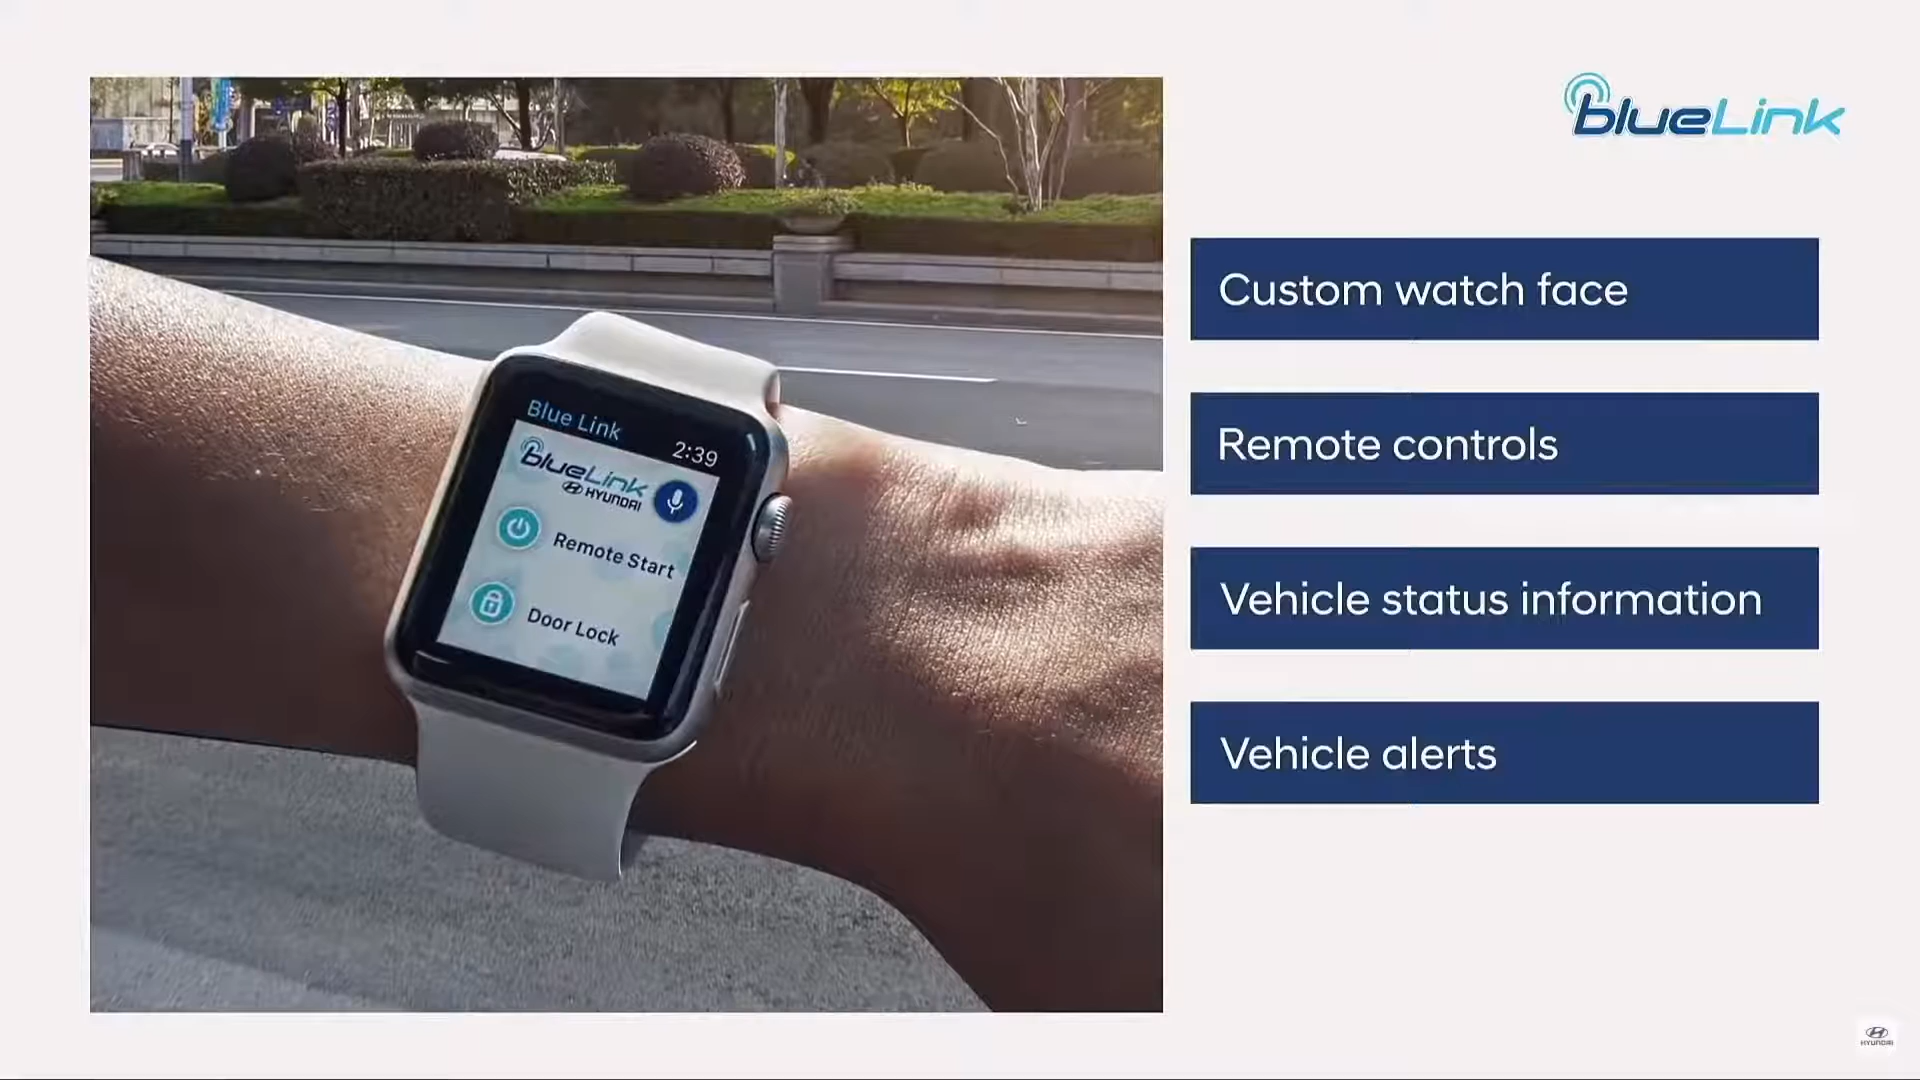 blueLink
Blue Link
2:39
blueLink
HYUNDAI
Remote Start
Door Lock
Custom watch face
Remote controls
Vehicle status information
Vehicle alerts
HYUNDAI